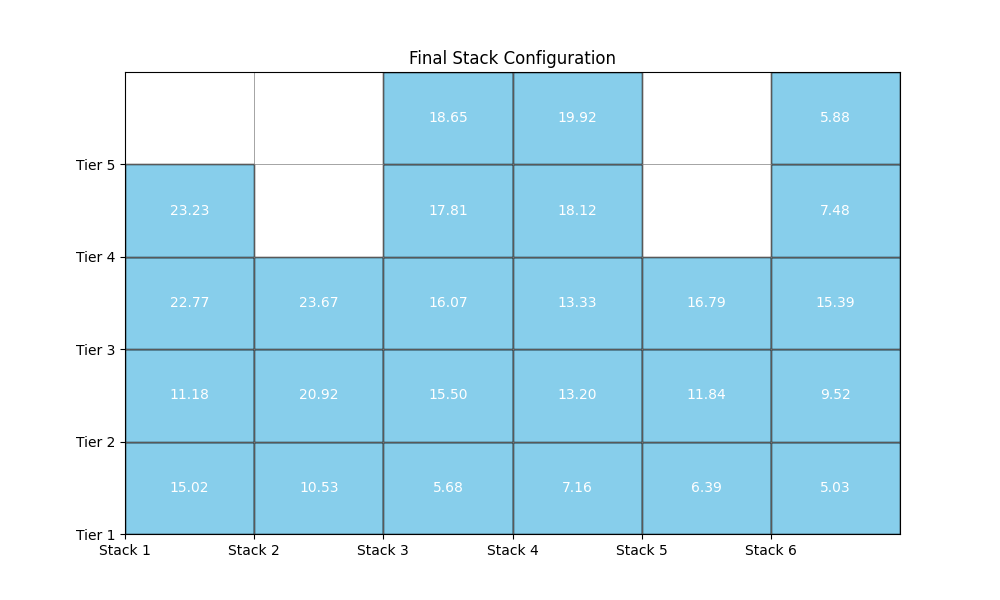 Final Stack Configuration
18.65 19.92 5.88
Tier 5
23.23 17.81 18.12 7.48
Tier 4
22.77 23.67 16.07 13.33 16.79 15.39
Tier 3
11.18 20.92 15.50 13.20 11.84 9.52
Tier 2
15.02 10.53 5.68 7.16 6.39 5.03
Tier 1
Stack 1 Stack 2 Stack 3 Stack 4 Stack 5 Stack 6